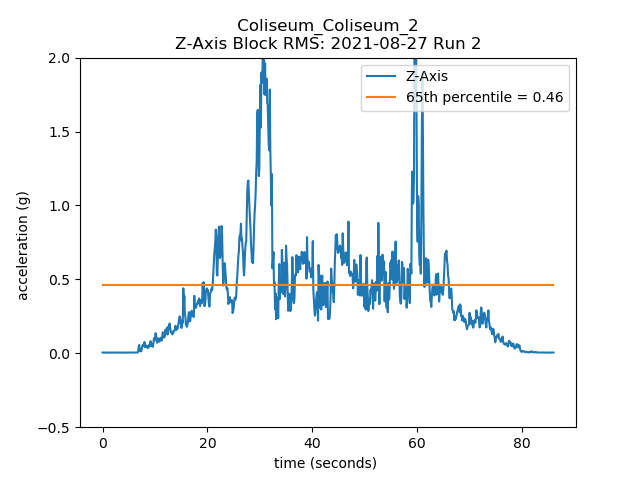 Coliseum_Coliseum_2
Z-Axis Block RMS: 2021-08-27 Run 2
Z-Axis
65th percentile = 0.46
acceleration (g)
2.0
1.5
1.0
0.5
0.0
−0.5
0 20 40 60 80
time (seconds)